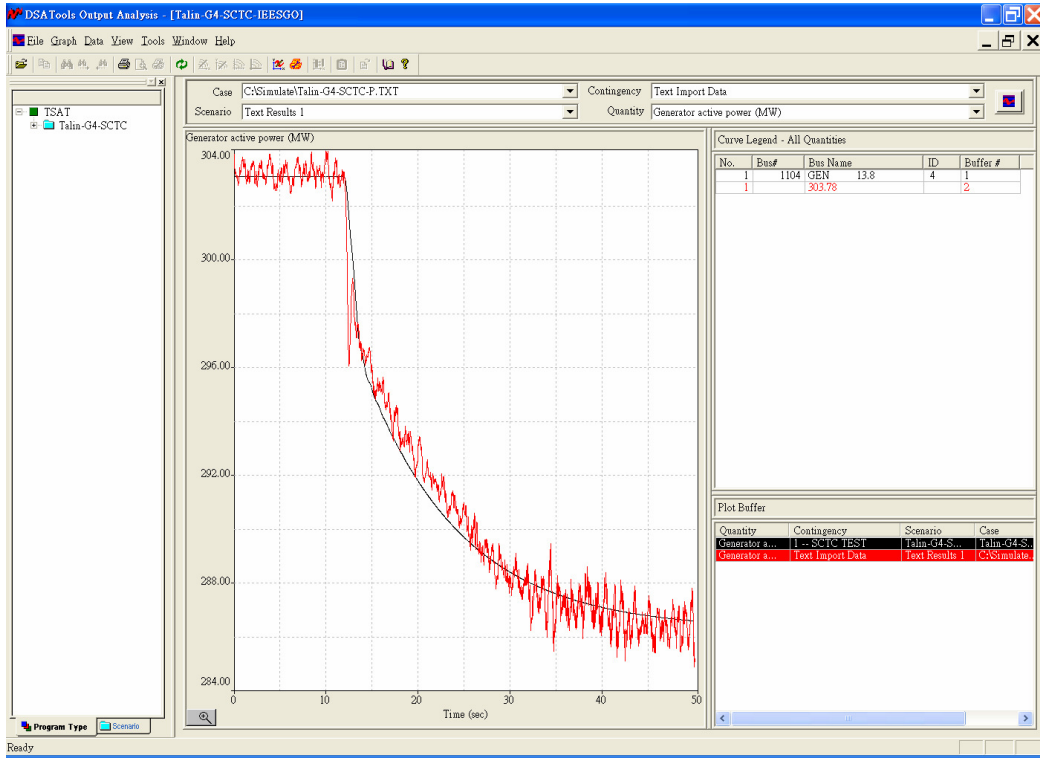 DSATools Output Analysis - [Talin-G4-SCTC-IEESGO]
File Graph Data View Tools Window Help
Case C:\Simulate\Talin-G4-SCTC-P.TXT Contingency Text Import Data
Scenario Text Results 1 Quantity Generator active power (MW)
TSAT
Talin-G4-SCTC
Generator active power (MW)
304.00
300.00
296.00
292.00
288.00
284.00
0 10 20 30 40 50
Time (sec)
Curve Legend - All Quantities
No. Bus# Bus Name ID Buffer #
1 1104 GEN 13.8 4 1
1 303.78 2
Plot Buffer
Quantity Contingency Scenario Case
Generator a... 1 -- SCTC TEST Talin-G4-S... Talin-G4-S..
Generator a... Text Import Data Text Results 1 C:\Simulate..
Program Type Scenario
Ready